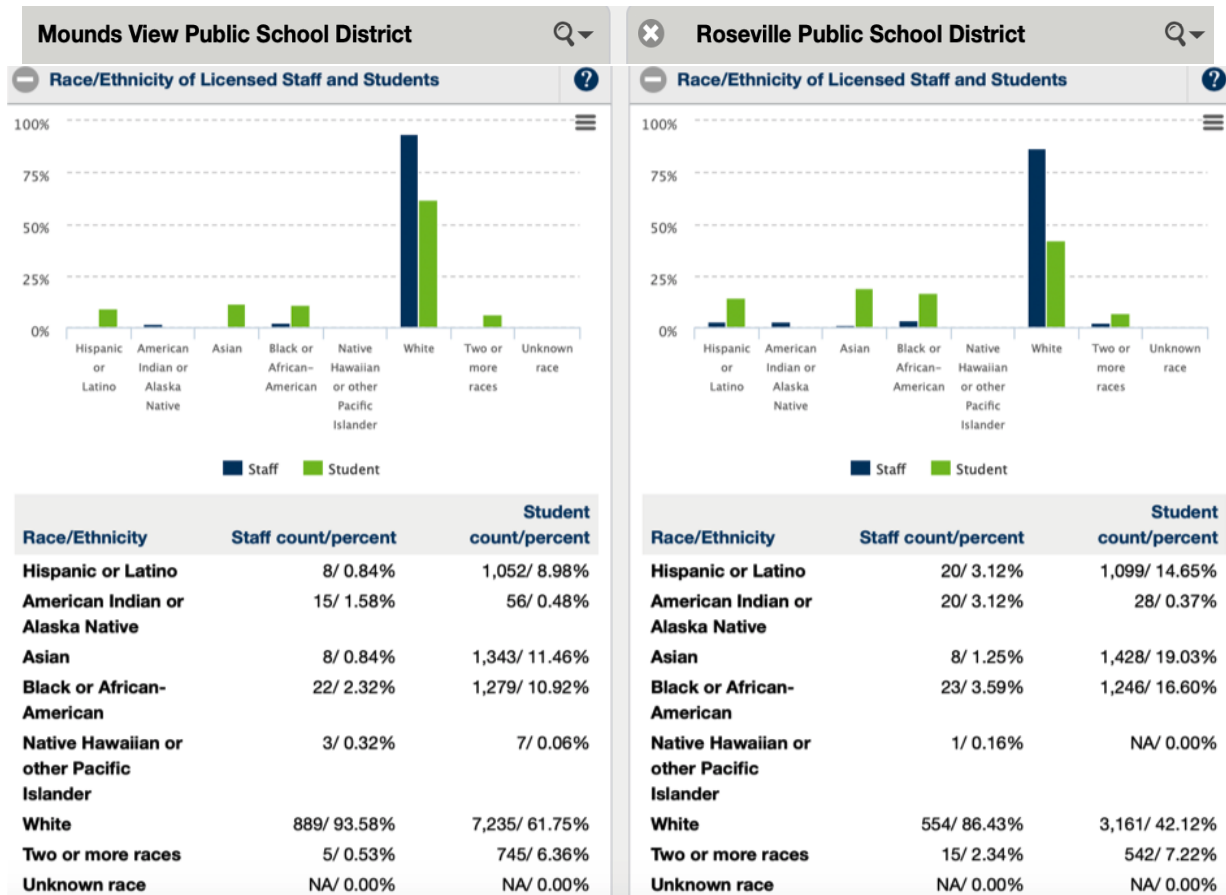 Mounds View Public School District
Race/Ethnicity of Licensed Staff and Students ?
100%
75%
50%
25%
0%
Hispanic American Asian Black or Native White Two or Unknown
or Indian or African- Hawaiian more race
Latino Alaska American or other races
Native Pacific
Islander
Staff Student
Student
Race/Ethnicity Staff count/percent count/percent
Hispanic or Latino 8/ 0.84% 1,052/ 8.98%
American Indian or 15/ 1.58% 56/ 0.48%
Alaska Native
Asian 8/ 0.84% 1,343/ 11.46%
Black or African- 22/ 2.32% 1,279/ 10.92%
American
Native Hawaiian or 3/ 0.32% 7/ 0.06%
other Pacific
Islander
White 889/ 93.58% 7,235/ 61.75%
Two or more races 5/ 0.53% 745/ 6.36%
Unknown race NA/ 0.00% NA/ 0.00%
Roseville Public School District
Race/Ethnicity of Licensed Staff and Students ?
100%
75%
50%
25%
0%
Hispanic American Asian Black or Native White Two or Unknown
or Indian or African- Hawaiian more race
Latino Alaska American or other races
Native Pacific
Islander
Staff Student
Student
Race/Ethnicity Staff count/percent count/percent
Hispanic or Latino 20/ 3.12% 1,099/ 14.65%
American Indian or 20/ 3.12% 28/ 0.37%
Alaska Native
Asian 8/ 1.25% 1,428/ 19.03%
Black or African- 23/ 3.59% 1,246/ 16.60%
American
Native Hawaiian or 1/ 0.16% NA/ 0.00%
other Pacific
Islander
White 554/ 86.43% 3,161/ 42.12%
Two or more races 15/ 2.34% 542/ 7.22%
Unknown race NA/ 0.00% NA/ 0.00%